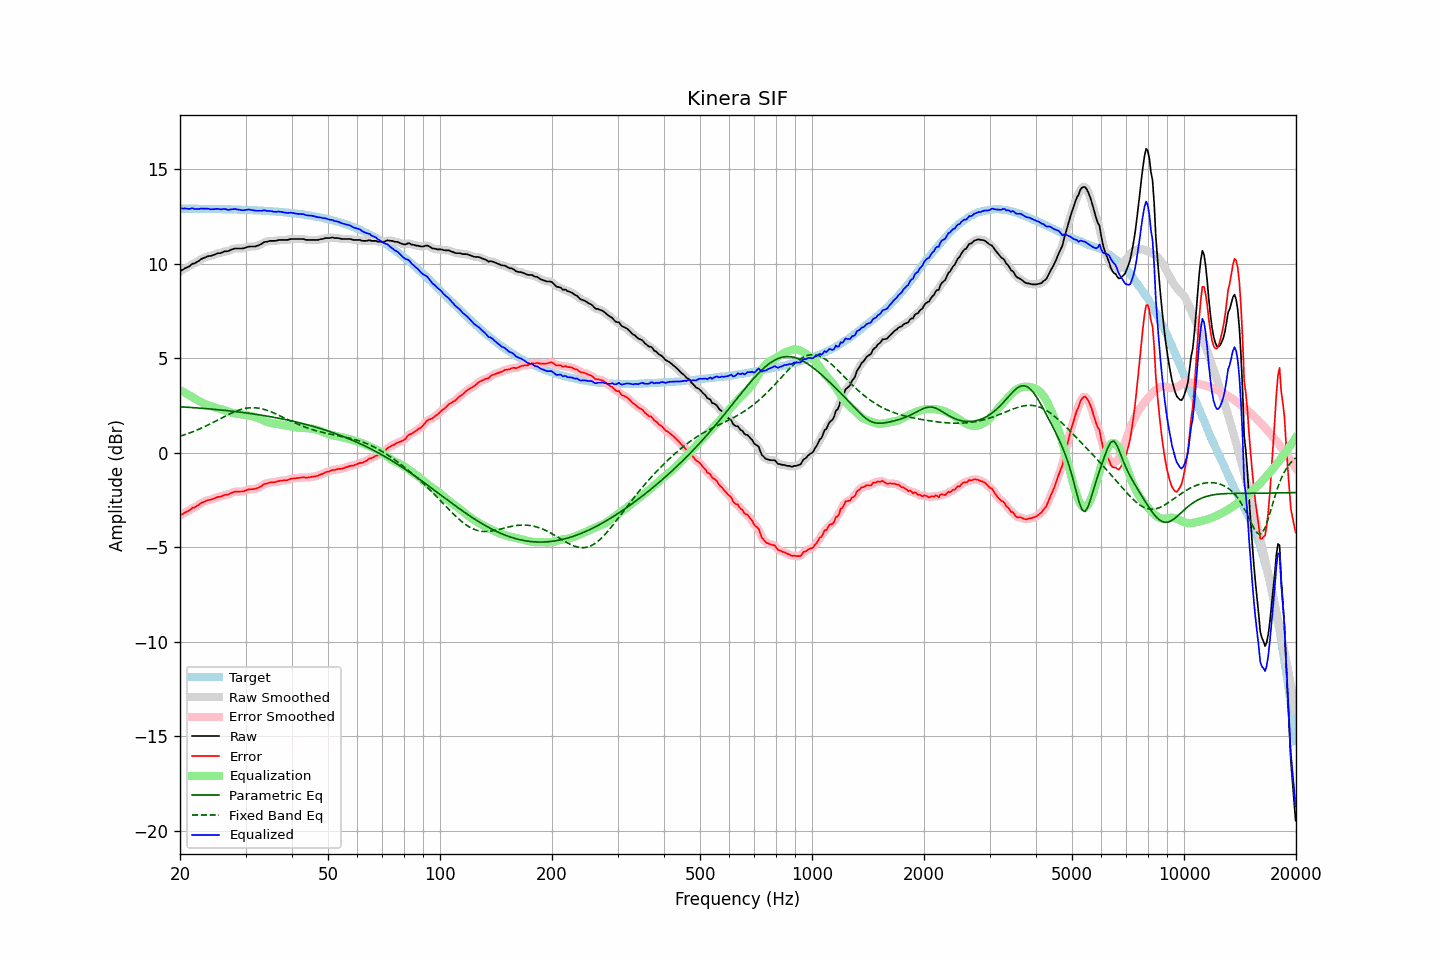 Kinera SIF
Amplitude (dBr)
15
10
5
0
−5
−10
−15
−20
Target
Raw Smoothed
Error Smoothed
Raw
Error
Equalization
Parametric Eq
Fixed Band Eq
Equalized
20
50
100
200
500
1000
2000
5000
10000
20000
Frequency (Hz)